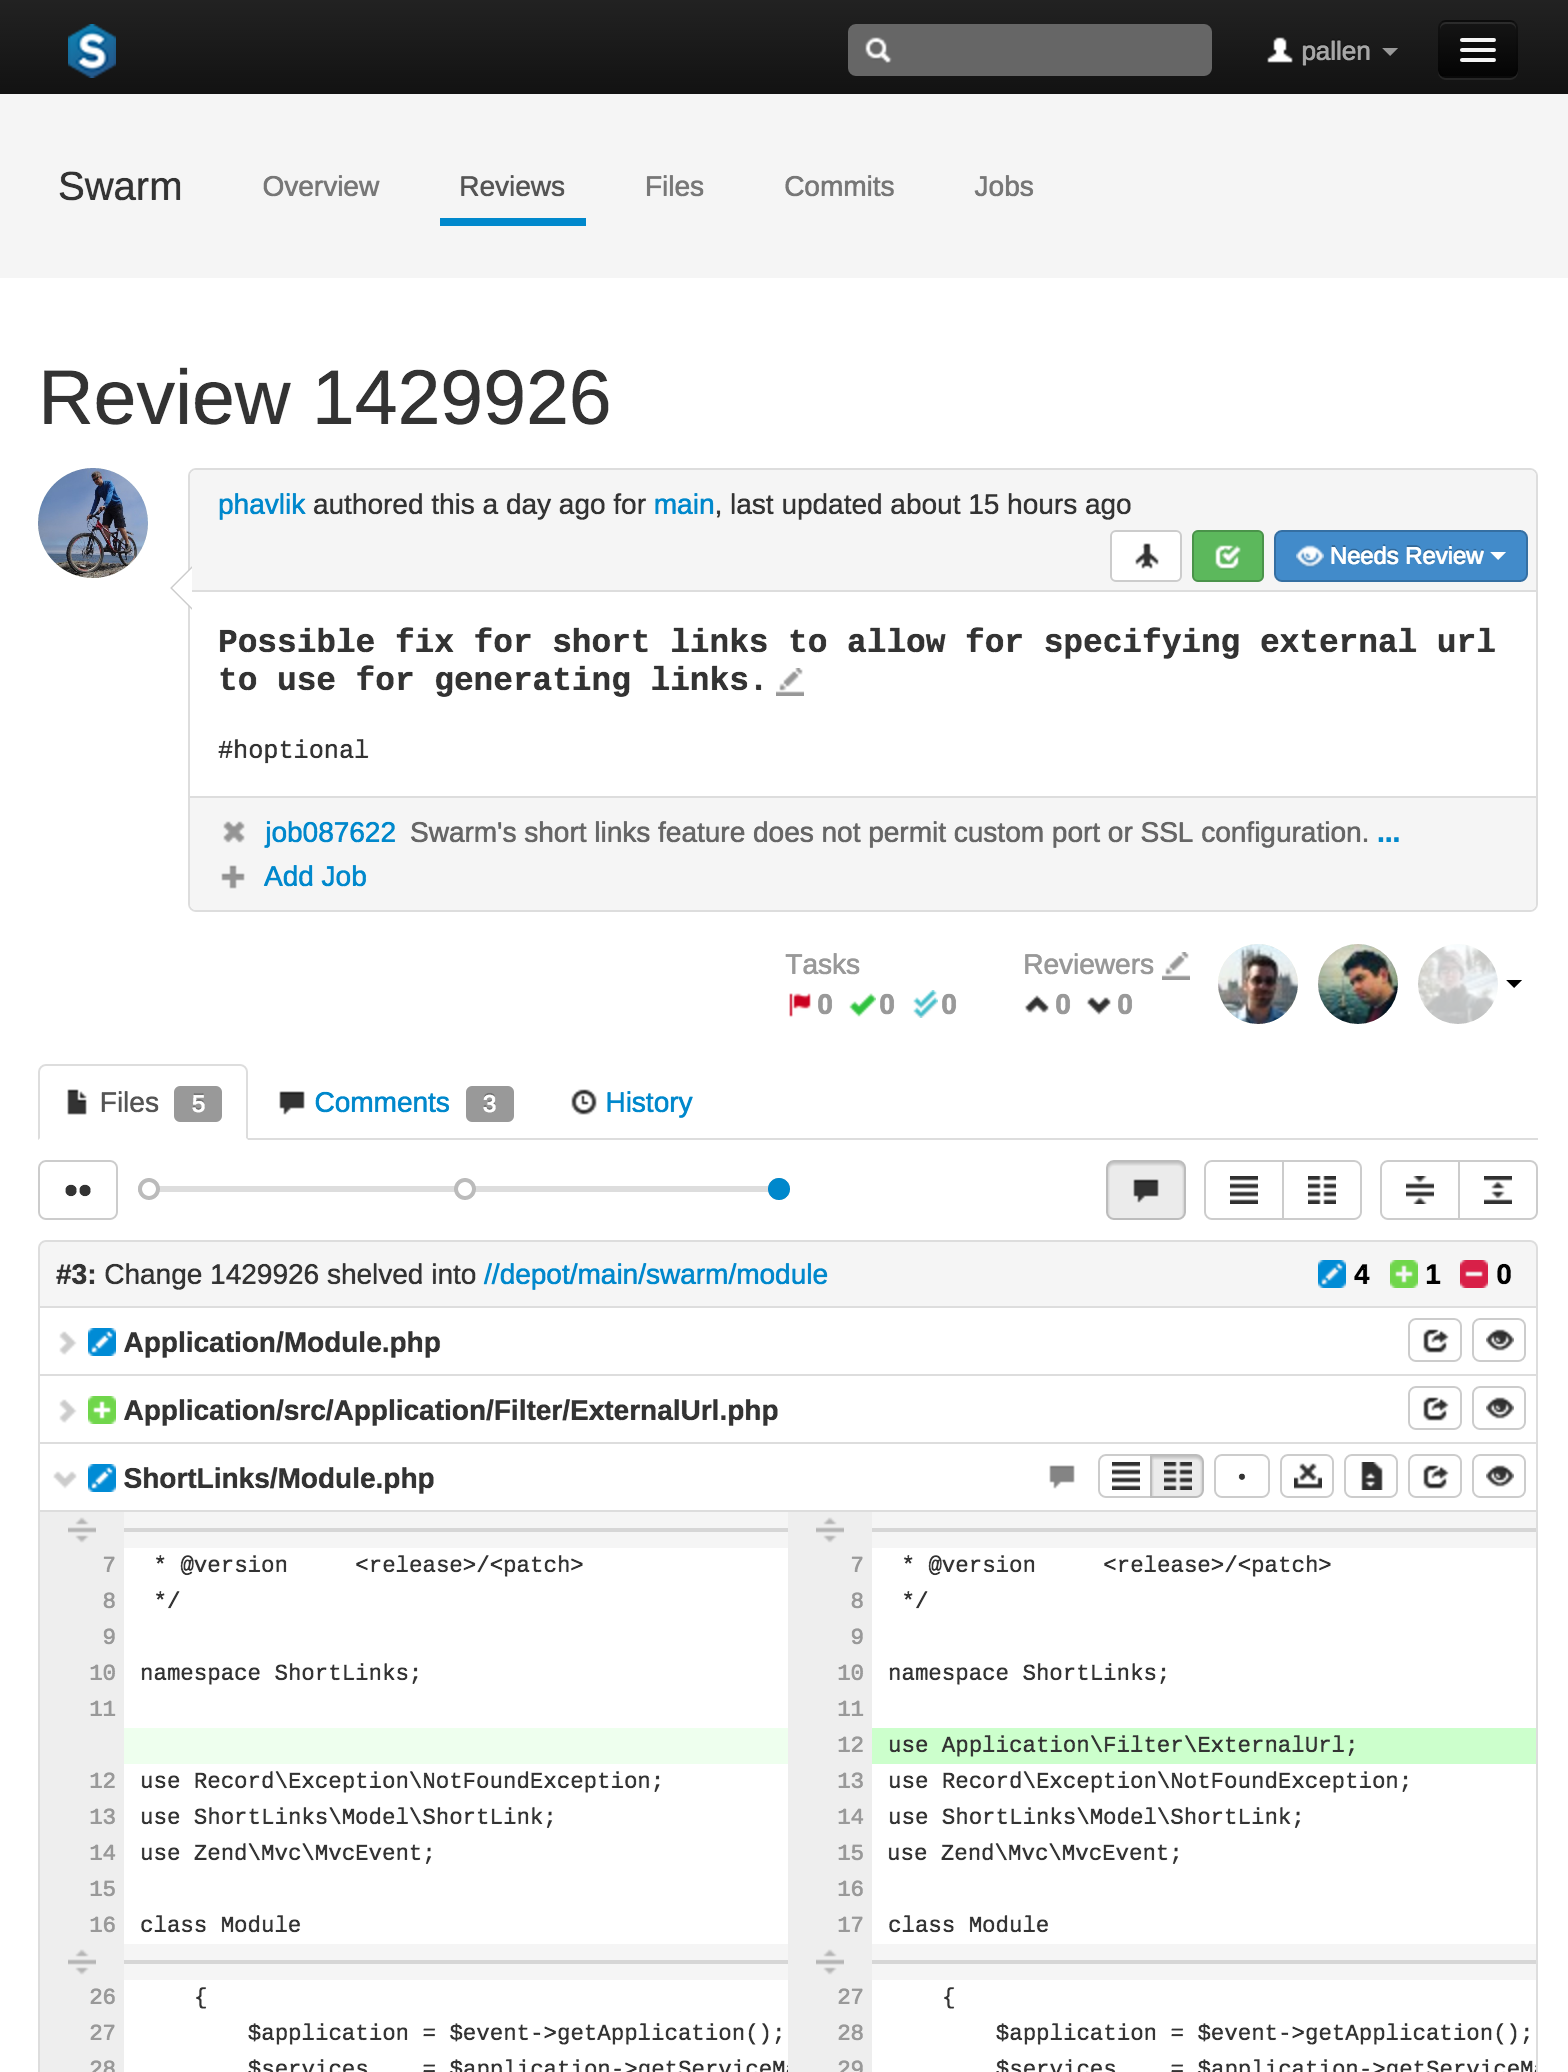 S
pallen
Swarm Overview Reviews Files Commits Jobs
Review 1429926
phavlik authored this a day ago for main, last updated about 15 hours ago
Needs Review
Possible fix for short links to allow for specifying external url
to use for generating links.
#hoptional
job087622 Swarm's short links feature does not permit custom port or SSL configuration. ...
Add Job
Tasks Reviewers
0 0 0 0 0
Files 5 Comments 3 History
#3: Change 1429926 shelved into //depot/main/swarm/module 4 1 0
Application/Module.php
Application/src/Application/Filter/ExternalUrl.php
ShortLinks/Module.php
7 * @version <release>/<patch> 7 * @version <release>/<patch>
8 */ 8 */
9 9
10 namespace ShortLinks; 10 namespace ShortLinks;
11 11
12 use Application\Filter\ExternalUrl;
12 use Record\Exception\NotFoundException; 13 use Record\Exception\NotFoundException;
13 use ShortLinks\Model\ShortLink; 14 use ShortLinks\Model\ShortLink;
14 use Zend\Mvc\MvcEvent; 15 use Zend\Mvc\MvcEvent;
15 16
16 class Module 17 class Module
26 { 27 {
27 $application = $event->getApplication(); 28 $application = $event->getApplication();
28 $services = $application->getServiceM 29 $services = $application->getServiceM